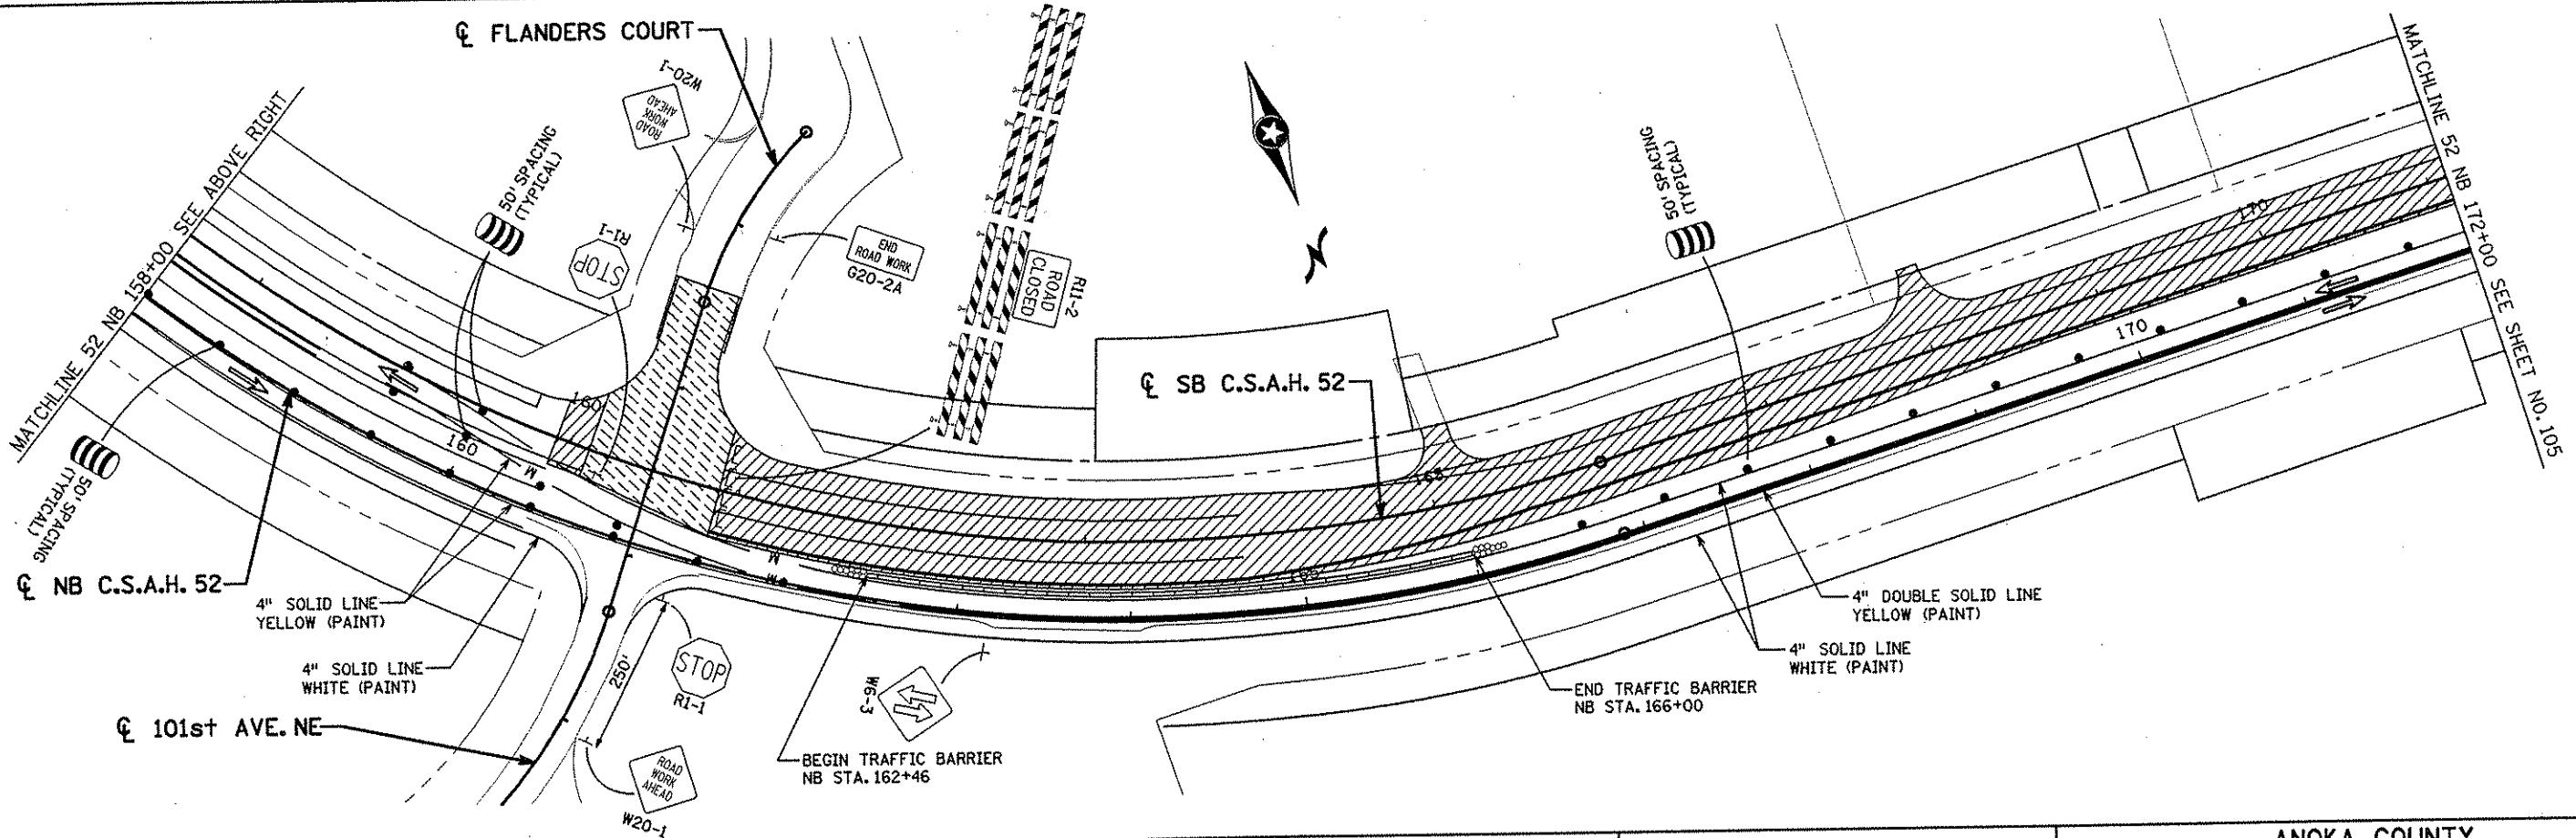 ℄ FLANDERS COURT
W20-1
ROAD
WORK
AHEAD
MATCHLINE 52 NB 158+00 SEE ABOVE RIGHT
50' SPACING
(TYPICAL)
R1-1
STOP
END
ROAD WORK
G20-2A
ROAD
CLOSED
R11-2
N
50' SPACING
(TYPICAL)
MATCHLINE 52 NB 172+00 SEE SHEET NO. 105
170
170
℄ SB C.S.A.H. 52
160
160
M
165
165
M
M
50' SPACING
(TYPICAL)
℄ NB C.S.A.H. 52
4" SOLID LINE
YELLOW (PAINT)
4" SOLID LINE
WHITE (PAINT)
℄ 101st AVE. NE
250'
STOP
R1-1
ROAD
WORK
AHEAD
W20-1
W6-3
BEGIN TRAFFIC BARRIER
NB STA. 162+46
END TRAFFIC BARRIER
NB STA. 166+00
4" DOUBLE SOLID LINE
YELLOW (PAINT)
4" SOLID LINE
WHITE (PAINT)
ANOKA COUNTY